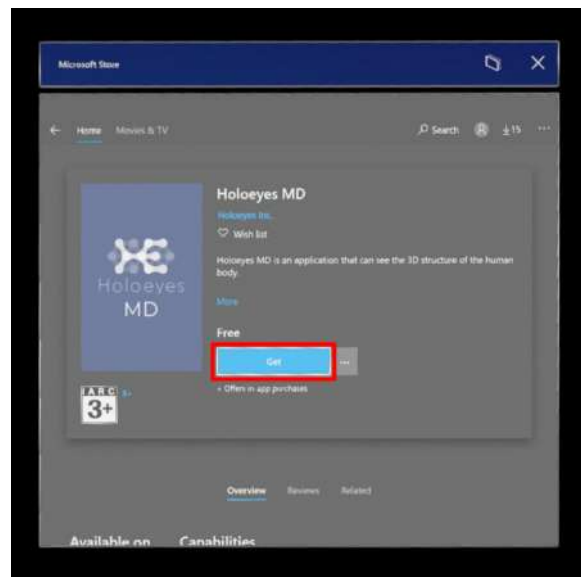 Microsoft Store
Home Movies & TV
Search
15
Holoeyes MD
Holoeyes Inc.
Wish list
Holoeyes MD is an application that can see the 3D structure of the human
body.
More
Holoeyes
MD
Free
Get
+ Offers in app purchases
IARC
3+
3+
Overview Reviews Related
Available on Capabilities